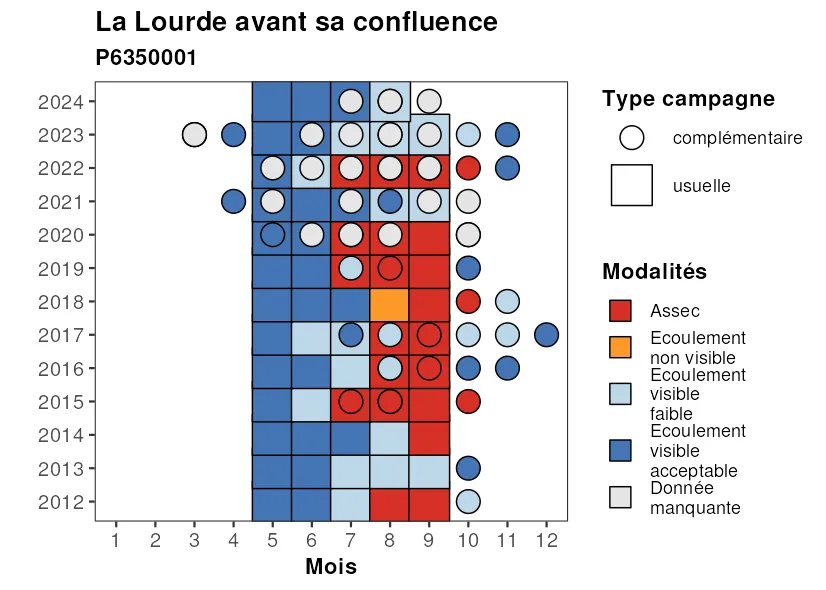 La Lourde avant sa confluence
P6350001
2024
2023
2022
2021
2020
2019
2018
2017
2016
2015
2014
2013
2012
1 2 3 4 5 6 7 8 9 10 11 12
Mois
Type campagne
complémentaire
usuelle
Modalités
Assec
Ecoulement
non visible
Ecoulement
visible
faible
Ecoulement
visible
acceptable
Donnée
manquante